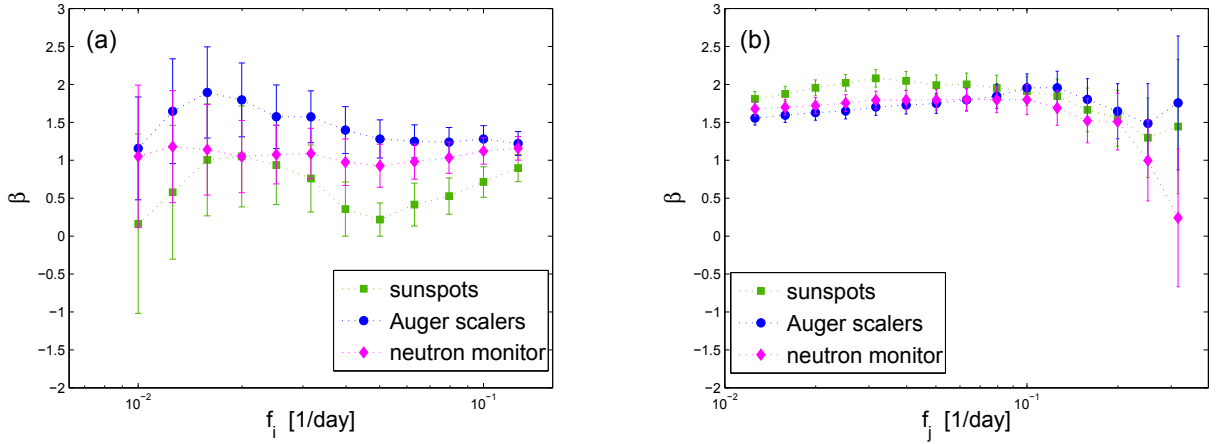 (a)
3
2.5
2
1.5
1
0.5
0
−0.5
−1
−1.5
−2
β
sunspots
Auger scalers
neutron monitor
10^-2
10^-1
f_i [1/day]
(b)
3
2.5
2
1.5
1
0.5
0
−0.5
−1
−1.5
−2
β
sunspots
Auger scalers
neutron monitor
10^-2
10^-1
f_j [1/day]